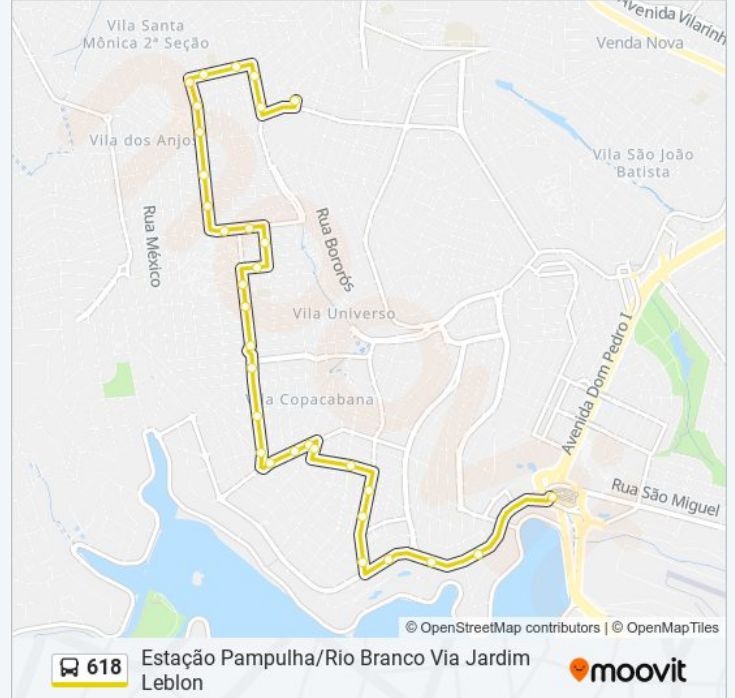 Vila Santa
Mônica 2ª Seção
Avenida Vilarinh
Venda Nova
Vila dos Anjos
Vila São João
Batista
Rua México
Rua Bororós
Vila Universo
Avenida Dom Pedro I
Copacabana
Rua São Miguel
© OpenStreetMap contributors | © OpenMapTiles
618
Estação Pampulha/Rio Branco Via Jardim
Leblon
moovit